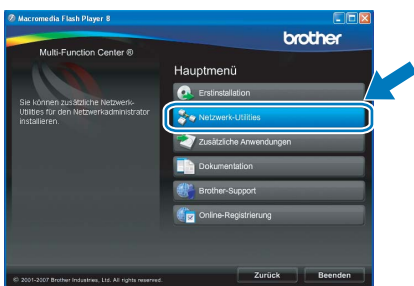 Macromedia Flash Player 8
brother
Multi-Function Center ®
Hauptmenü
Sie können zusätzliche Netzwerk-
Utilities für den Netzwerkadministrator
installieren.
Erstinstallation
Netzwerk-Utilities
Zusätzliche Anwendungen
Dokumentation
Brother-Support
Online-Registrierung
© 2001-2007 Brother Industries, Ltd. All rights reserved.
Zurück
Beenden